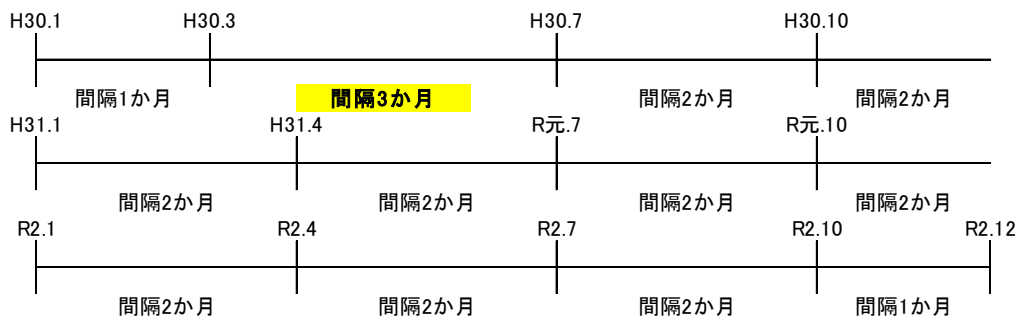 H30.1 H30.3 H30.7 H30.10
間隔1か月 間隔3か月 間隔2か月 間隔2か月
H31.1 H31.4 R元.7 R元.10
間隔2か月 間隔2か月 間隔2か月 間隔2か月
R2.1 R2.4 R2.7 R2.10 R2.12
間隔2か月 間隔2か月 間隔2か月 間隔1か月